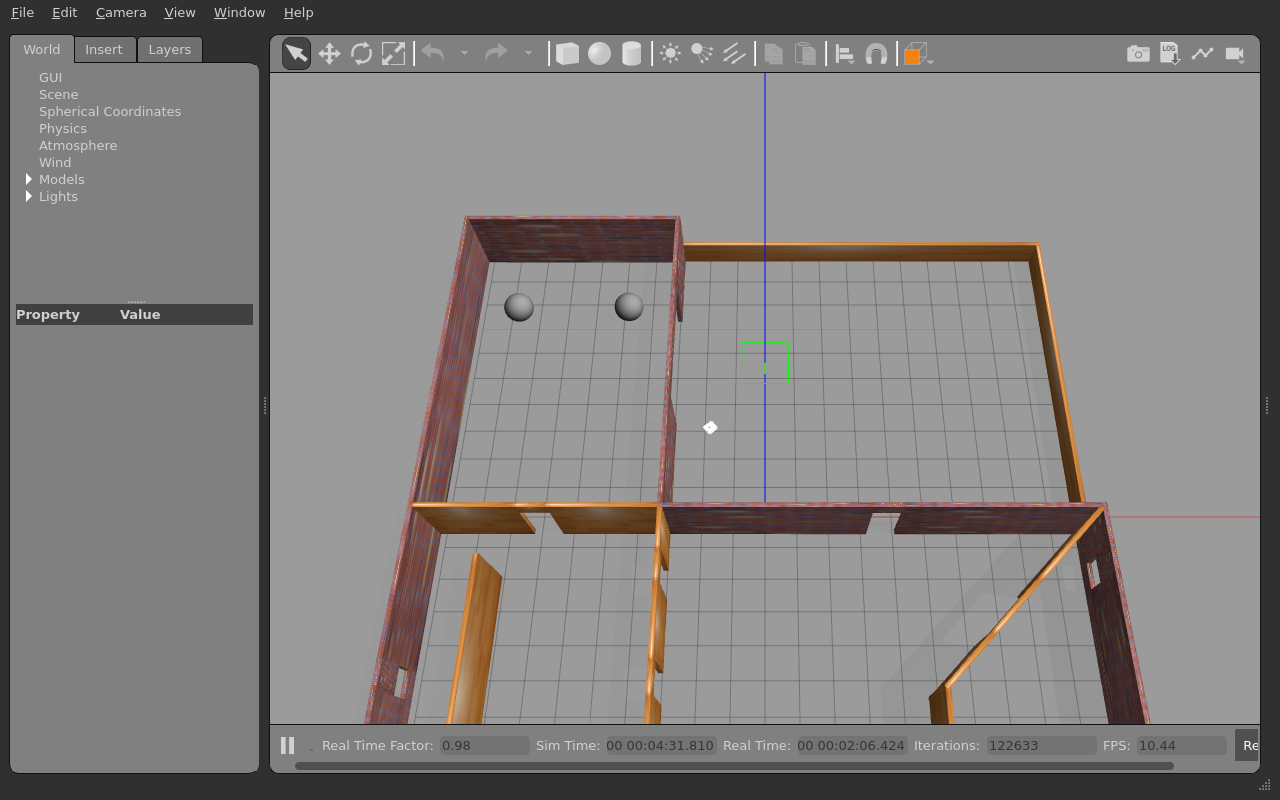 File Edit Camera View Window Help
World Insert Layers
GUI
Scene
Spherical Coordinates
Physics
Atmosphere
Wind
Models
Lights
Property Value
LOG
Real Time Factor: 0.98 Sim Time: 00 00:04:31.810 Real Time: 00 00:02:06.424 Iterations: 122633 FPS: 10.44 Re